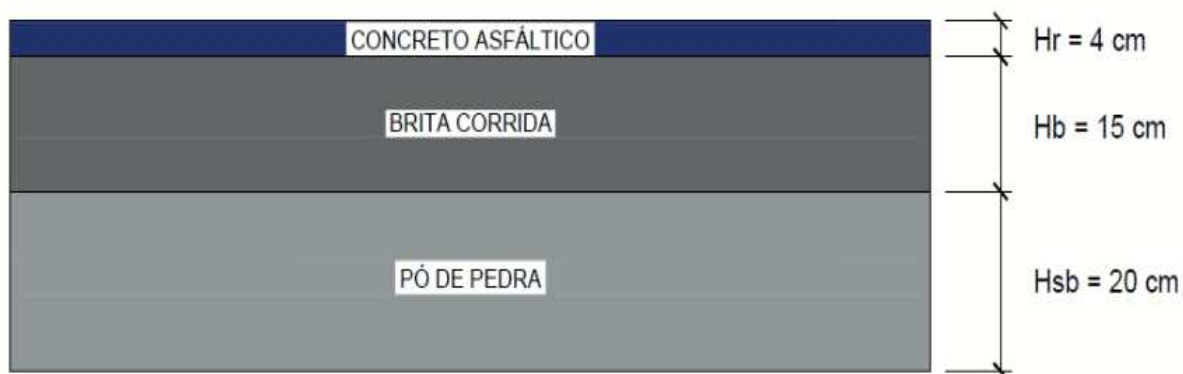 CONCRETO ASFÁLTICO
Hr = 4 cm
BRITA CORRIDA
Hb = 15 cm
PÓ DE PEDRA
Hsb = 20 cm